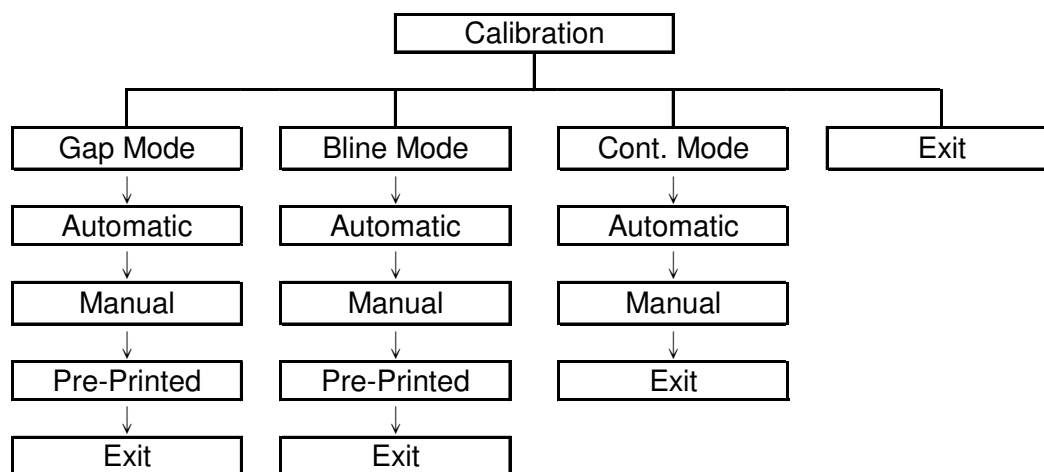 Calibration
Gap Mode
Bline Mode
Cont. Mode
Exit
Automatic
Automatic
Automatic
Manual
Manual
Manual
Pre-Printed
Pre-Printed
Exit
Exit
Exit